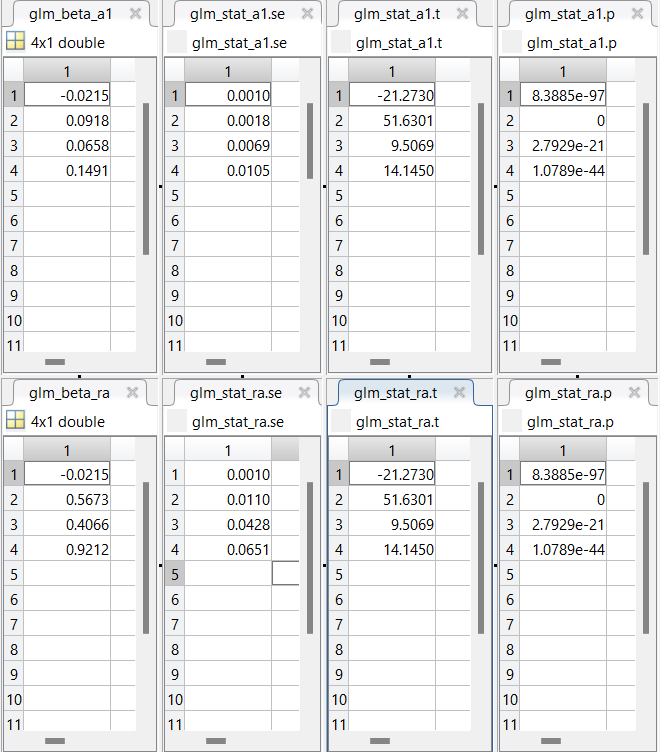 glm_beta_a1
glm_stat_a1.se
glm_stat_a1.t
glm_stat_a1.p
4x1 double
glm_stat_a1.se
glm_stat_a1.t
glm_stat_a1.p
1 1 1 1
1 -0.0215 1 0.0010 1 -21.2730 1 8.3885e-97
2 0.0918 2 0.0018 2 51.6301 2 0
3 0.0658 3 0.0069 3 9.5069 3 2.7929e-21
4 0.1491 4 0.0105 4 14.1450 4 1.0789e-44
5 5 5 5
6 6 6 6
7 7 7 7
8 8 8 8
9 9 9 9
10 10 10 10
11 11 11 11
glm_beta_ra
glm_stat_ra.se
glm_stat_ra.t
glm_stat_ra.p
4x1 double
glm_stat_ra.se
glm_stat_ra.t
glm_stat_ra.p
1 1 1 1
1 -0.0215 1 0.0010 1 -21.2730 1 8.3885e-97
2 0.5673 2 0.0110 2 51.6301 2 0
3 0.4066 3 0.0428 3 9.5069 3 2.7929e-21
4 0.9212 4 0.0651 4 14.1450 4 1.0789e-44
5 5 5 5
6 6 6 6
7 7 7 7
8 8 8 8
9 9 9 9
10 10 10 10
11 11 11 11